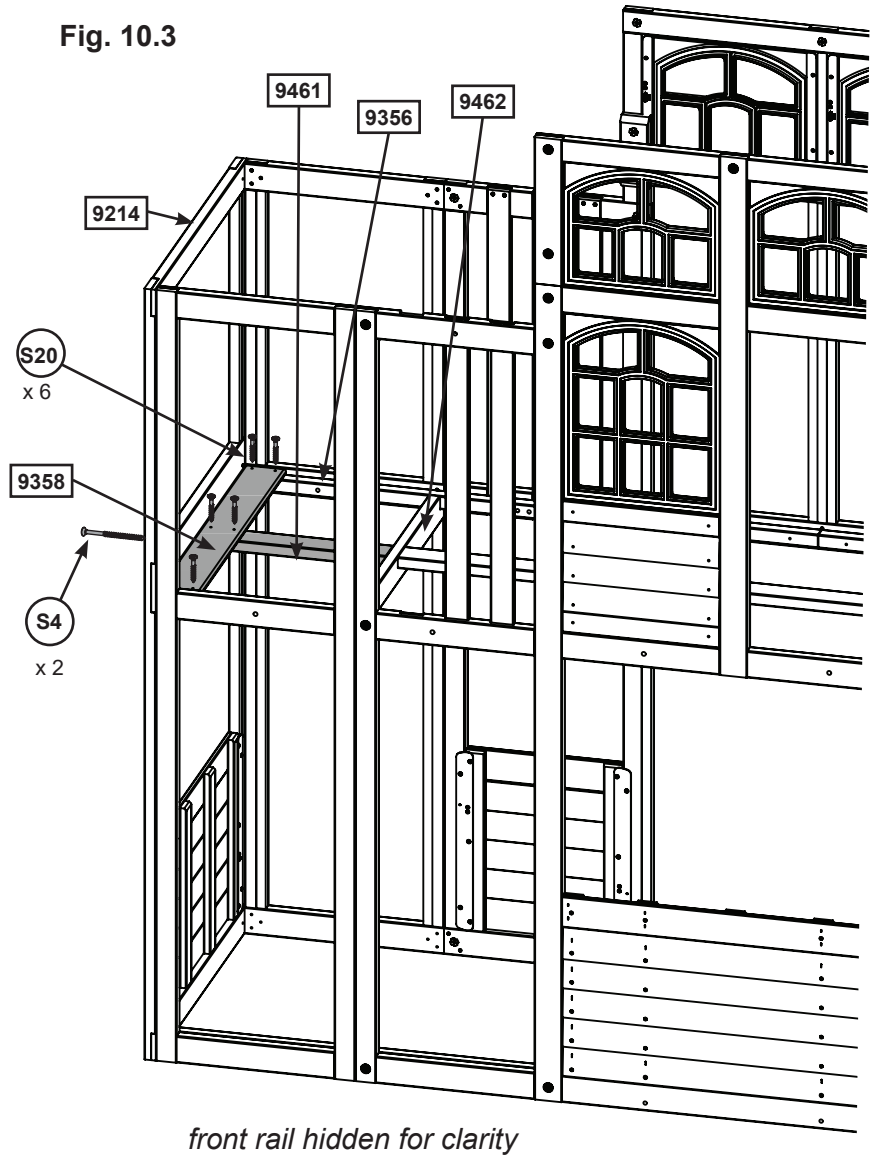 Fig. 10.3
9461
9356
9462
9214
S20
x 6
9358
S4
x 2
front rail hidden for clarity